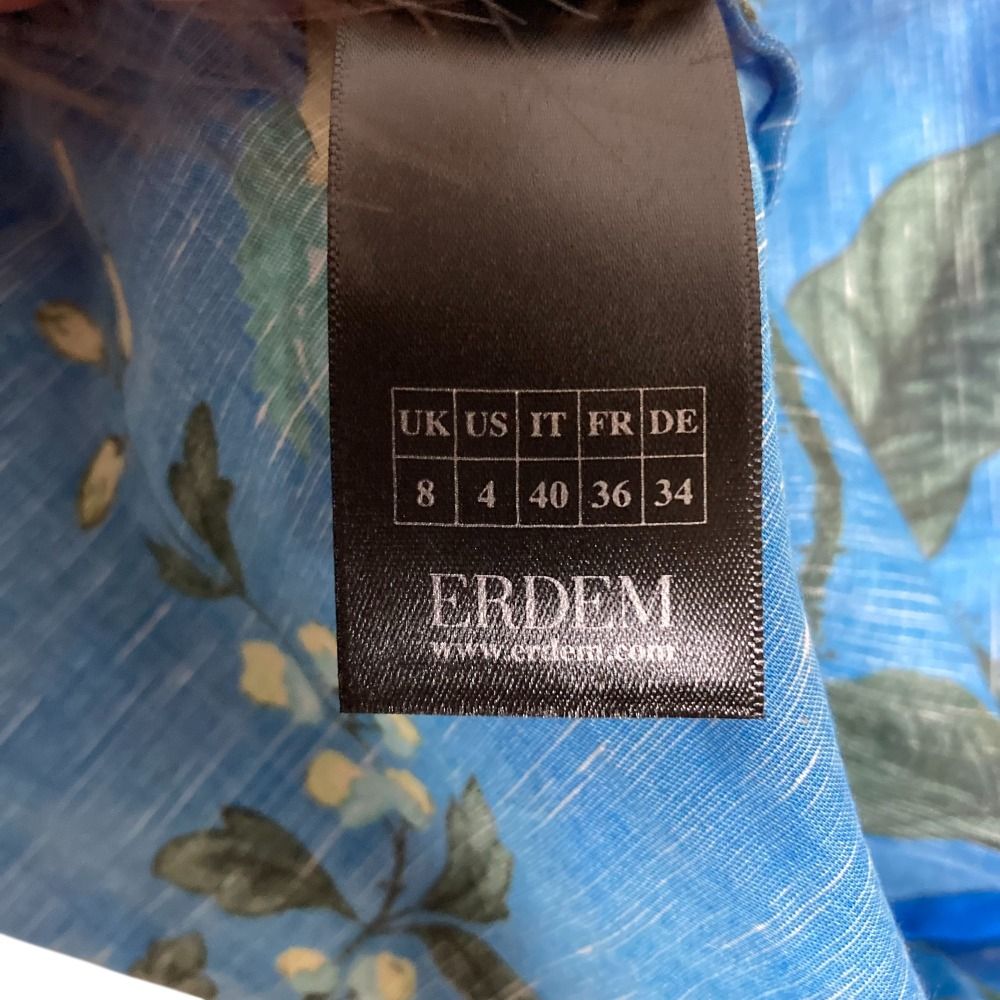 UK US IT FR DE
8 4 40 36 34
ERDEM
www.erdem.com